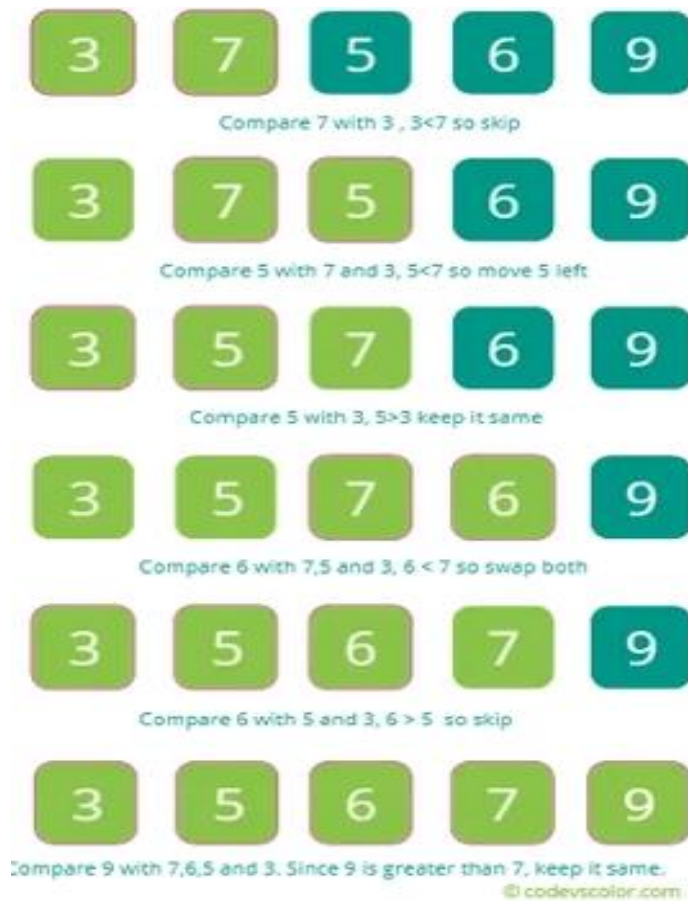 3 7 5 6 9
Compare 7 with 3 , 3<7 so skip
3 7 5 6 9
Compare 5 with 7 and 3, 5<7 so move 5 left
3 5 7 6 9
Compare 5 with 3, 5>3 keep it same
3 5 7 6 9
Compare 6 with 7,5 and 3, 6 < 7 so swap both
3 5 6 7 9
Compare 6 with 5 and 3, 6 > 5 so skip
3 5 6 7 9
Compare 9 with 7,6,5 and 3. Since 9 is greater than 7, keep it same.
© codevscolor.com